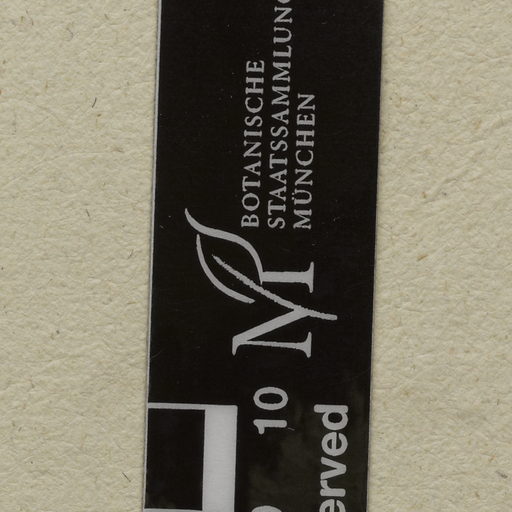 BOTANISCHE
STAATSSAMMLUNG
MÜNCHEN
M
10
erved